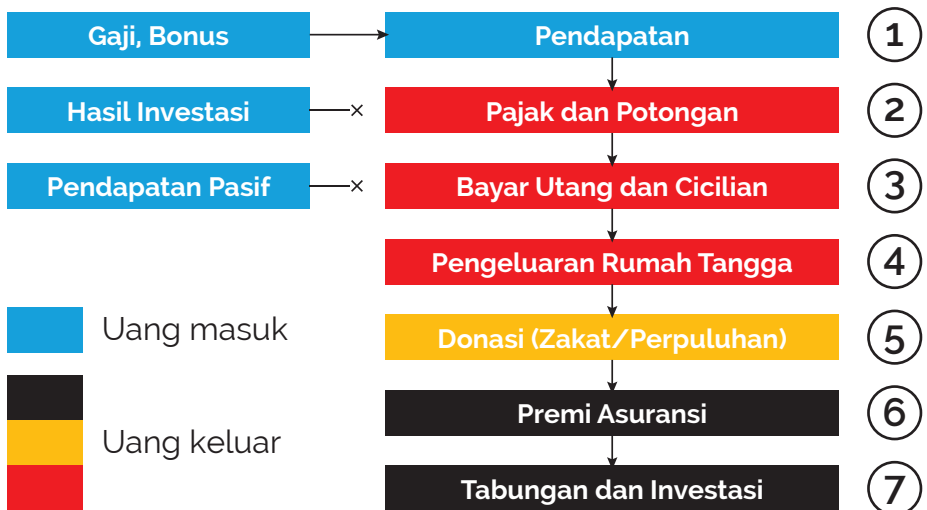 Gaji, Bonus
Pendapatan
1
Hasil Investasi
Pajak dan Potongan
2
Pendapatan Pasif
Bayar Utang dan Cicilian
3
Pengeluaran Rumah Tangga
4
Uang masuk
Donasi (Zakat/Perpuluhan)
5
Uang keluar
Premi Asuransi
6
Tabungan dan Investasi
7